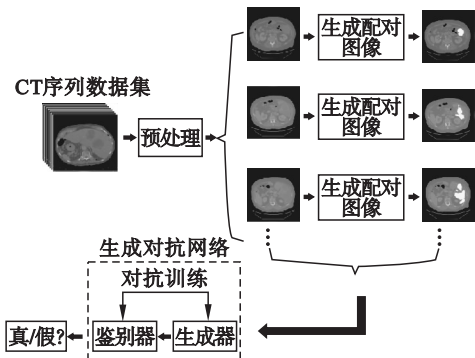 CT序列数据集
预处理
生成配对
图像
生成配对
图像
生成配对
图像
生成对抗网络
对抗训练
真/假?
鉴别器
生成器